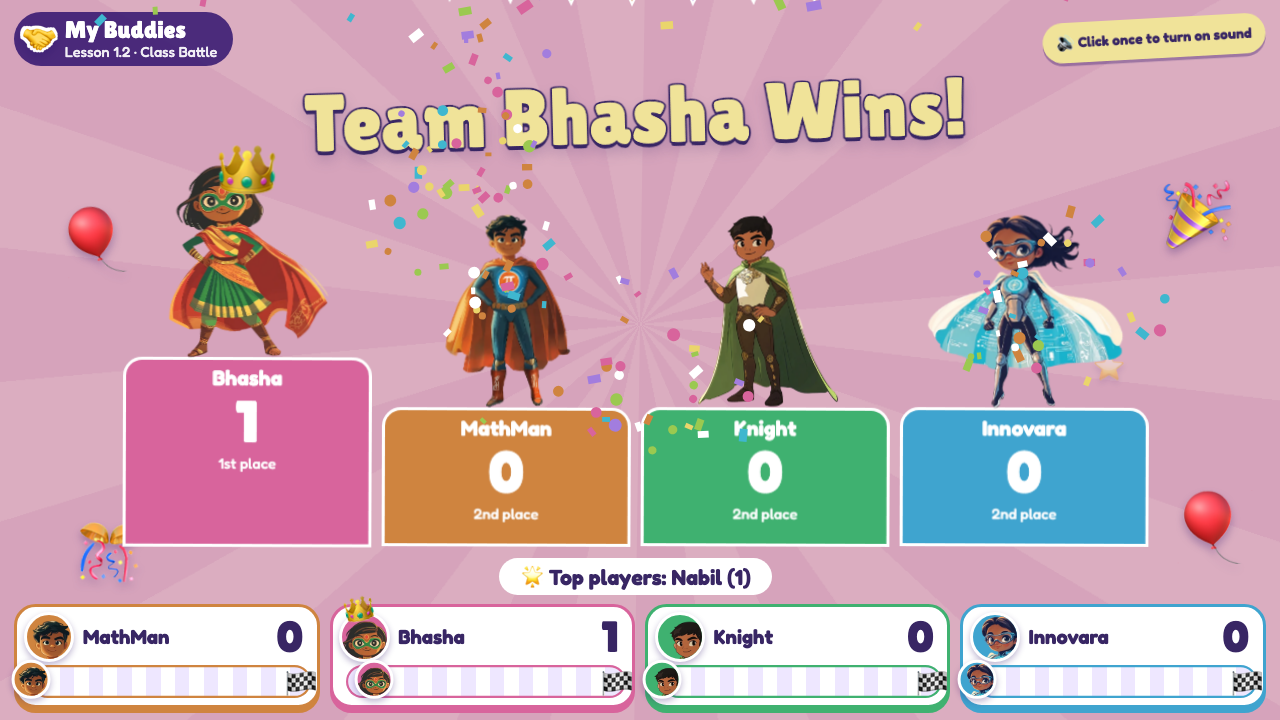 My Buddies
Lesson 1.2 · Class Battle
🔈 Click once to turn on sound
Team Bhasha Wins!
Bhasha
1
1st place
MathMan
0
2nd place
Knight
0
2nd place
Innovara
0
2nd place
🌟 Top players: Nabil (1)
MathMan 0
Bhasha 1
Knight 0
Innovara 0